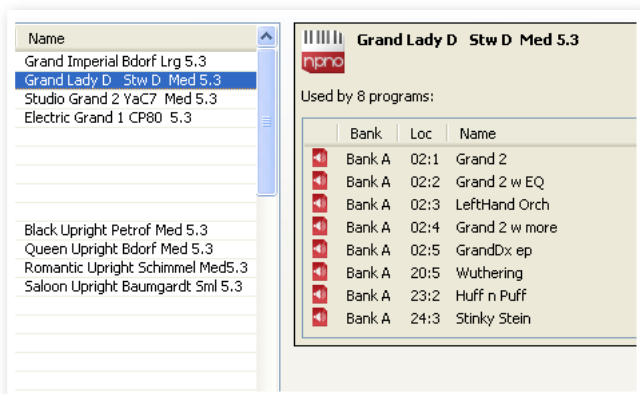 Name
Grand Imperial Bdorf Lrg 5.3
Grand Lady D Stw D Med 5.3
Studio Grand 2 YaC7 Med 5.3
Electric Grand 1 CP80 5.3
Black Upright Petrof Med 5.3
Queen Upright Bdorf Med 5.3
Romantic Upright Schimmel Med5.3
Saloon Upright Baumgardt Sml 5.3
npno
Grand Lady D Stw D Med 5.3
Used by 8 programs:
Bank Loc Name
Bank A 02:1 Grand 2
Bank A 02:2 Grand 2 w EQ
Bank A 02:3 LeftHand Orch
Bank A 02:4 Grand 2 w more
Bank A 02:5 GrandDx ep
Bank A 20:5 Wuthering
Bank A 23:2 Huff n Puff
Bank A 24:3 Stinky Stein